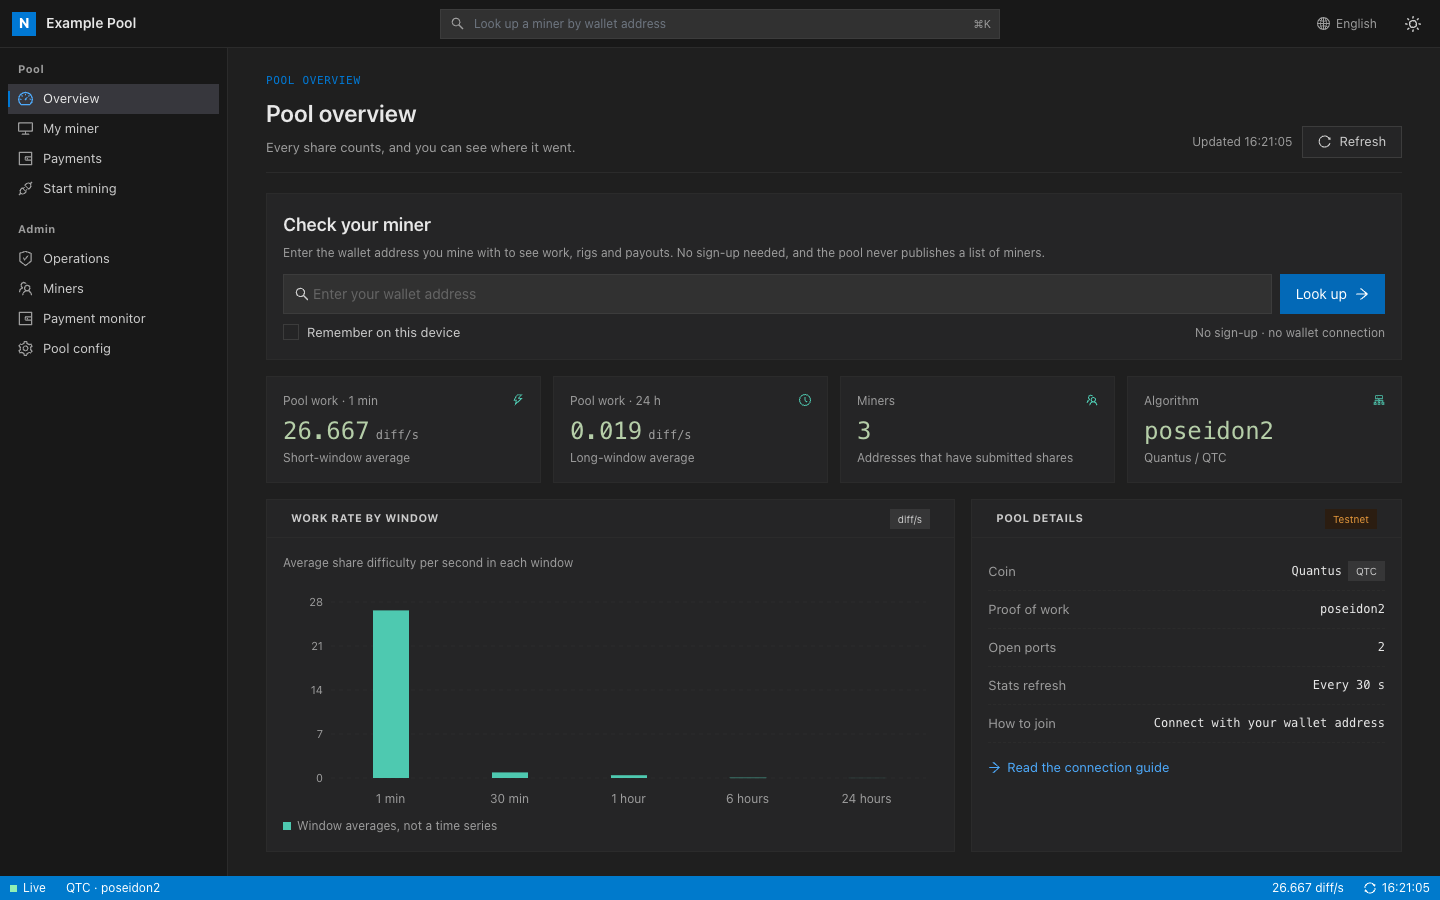 N Example Pool
Look up a miner by wallet address ⌘K
English
Pool
Overview
My miner
Payments
Start mining
Admin
Operations
Miners
Payment monitor
Pool config
POOL OVERVIEW
Pool overview
Every share counts, and you can see where it went.
Updated 16:21:05
Refresh
Check your miner
Enter the wallet address you mine with to see work, rigs and payouts. No sign-up needed, and the pool never publishes a list of miners.
Enter your wallet address
Look up
Remember on this device
No sign-up · no wallet connection
Pool work · 1 min
26.667 diff/s
Short-window average
Pool work · 24 h
0.019 diff/s
Long-window average
Miners
3
Addresses that have submitted shares
Algorithm
poseidon2
Quantus / QTC
WORK RATE BY WINDOW
diff/s
Average share difficulty per second in each window
28
21
14
7
0
1 min
30 min
1 hour
6 hours
24 hours
Window averages, not a time series
POOL DETAILS
Testnet
Coin
Quantus QTC
Proof of work
poseidon2
Open ports
2
Stats refresh
Every 30 s
How to join
Connect with your wallet address
Read the connection guide
Live
QTC · poseidon2
26.667 diff/s
16:21:05